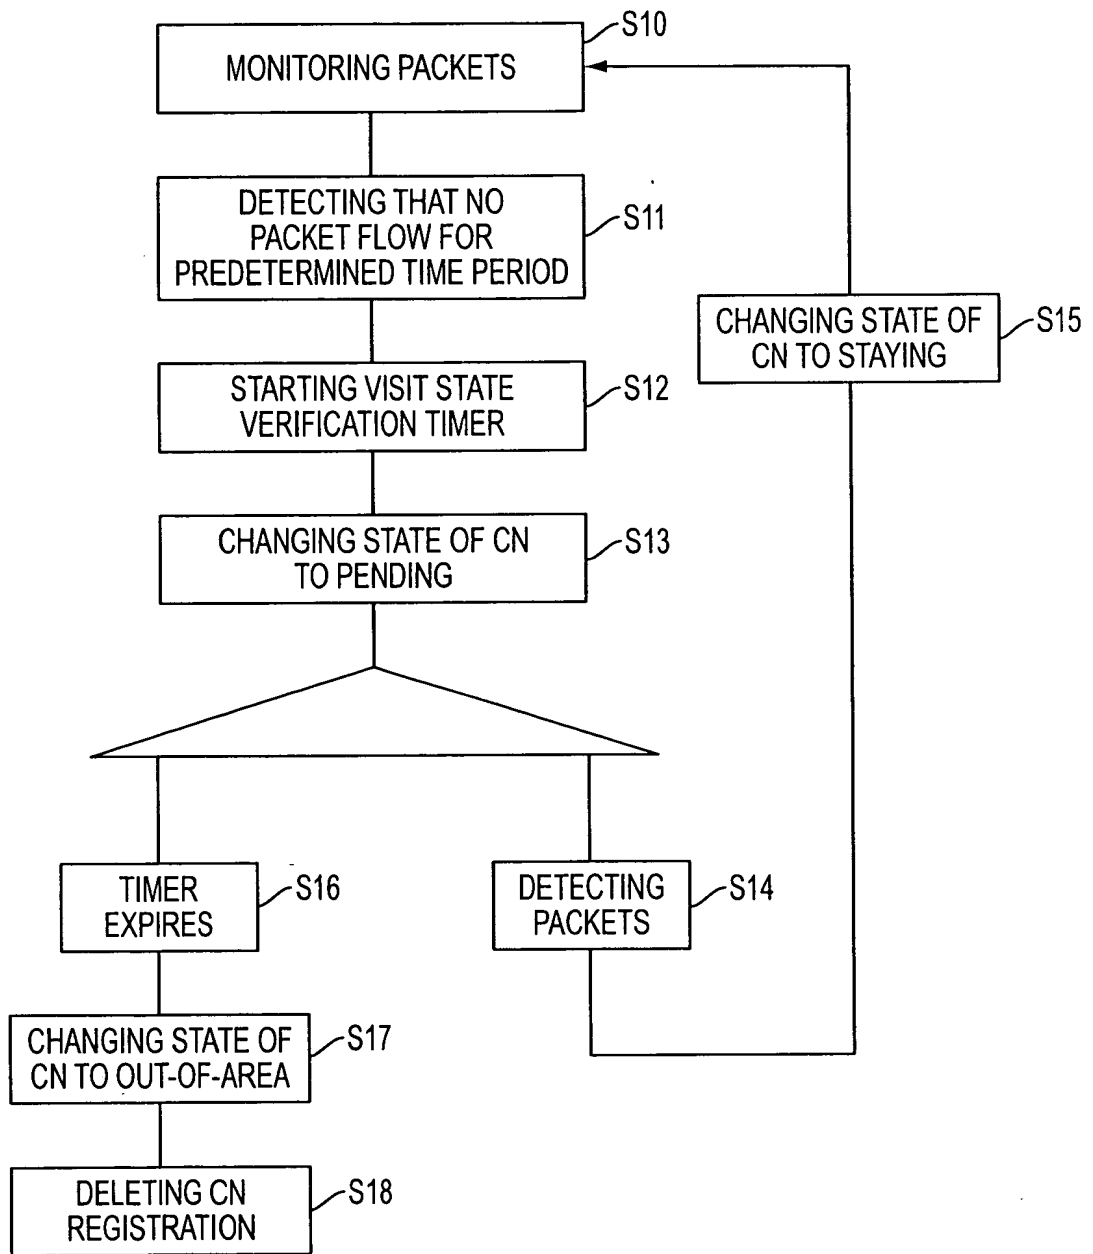 S10
MONITORING PACKETS
DETECTING THAT NO
PACKET FLOW FOR
PREDETERMINED TIME PERIOD
S11
STARTING VISIT STATE
VERIFICATION TIMER
S12
CHANGING STATE OF CN
TO PENDING
S13
TIMER
EXPIRES
S16
CHANGING STATE OF
CN TO OUT-OF-AREA
S17
DELETING CN
REGISTRATION
S18
DETECTING
PACKETS
S14
CHANGING STATE OF
CN TO STAYING
S15